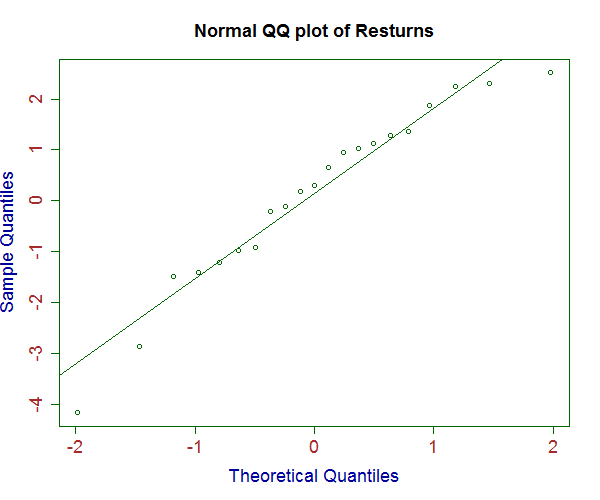 Normal QQ plot of Resturns
Sample Quantiles
2
1
0
-1
-2
-3
-4
-2 -1 0 1 2
Theoretical Quantiles